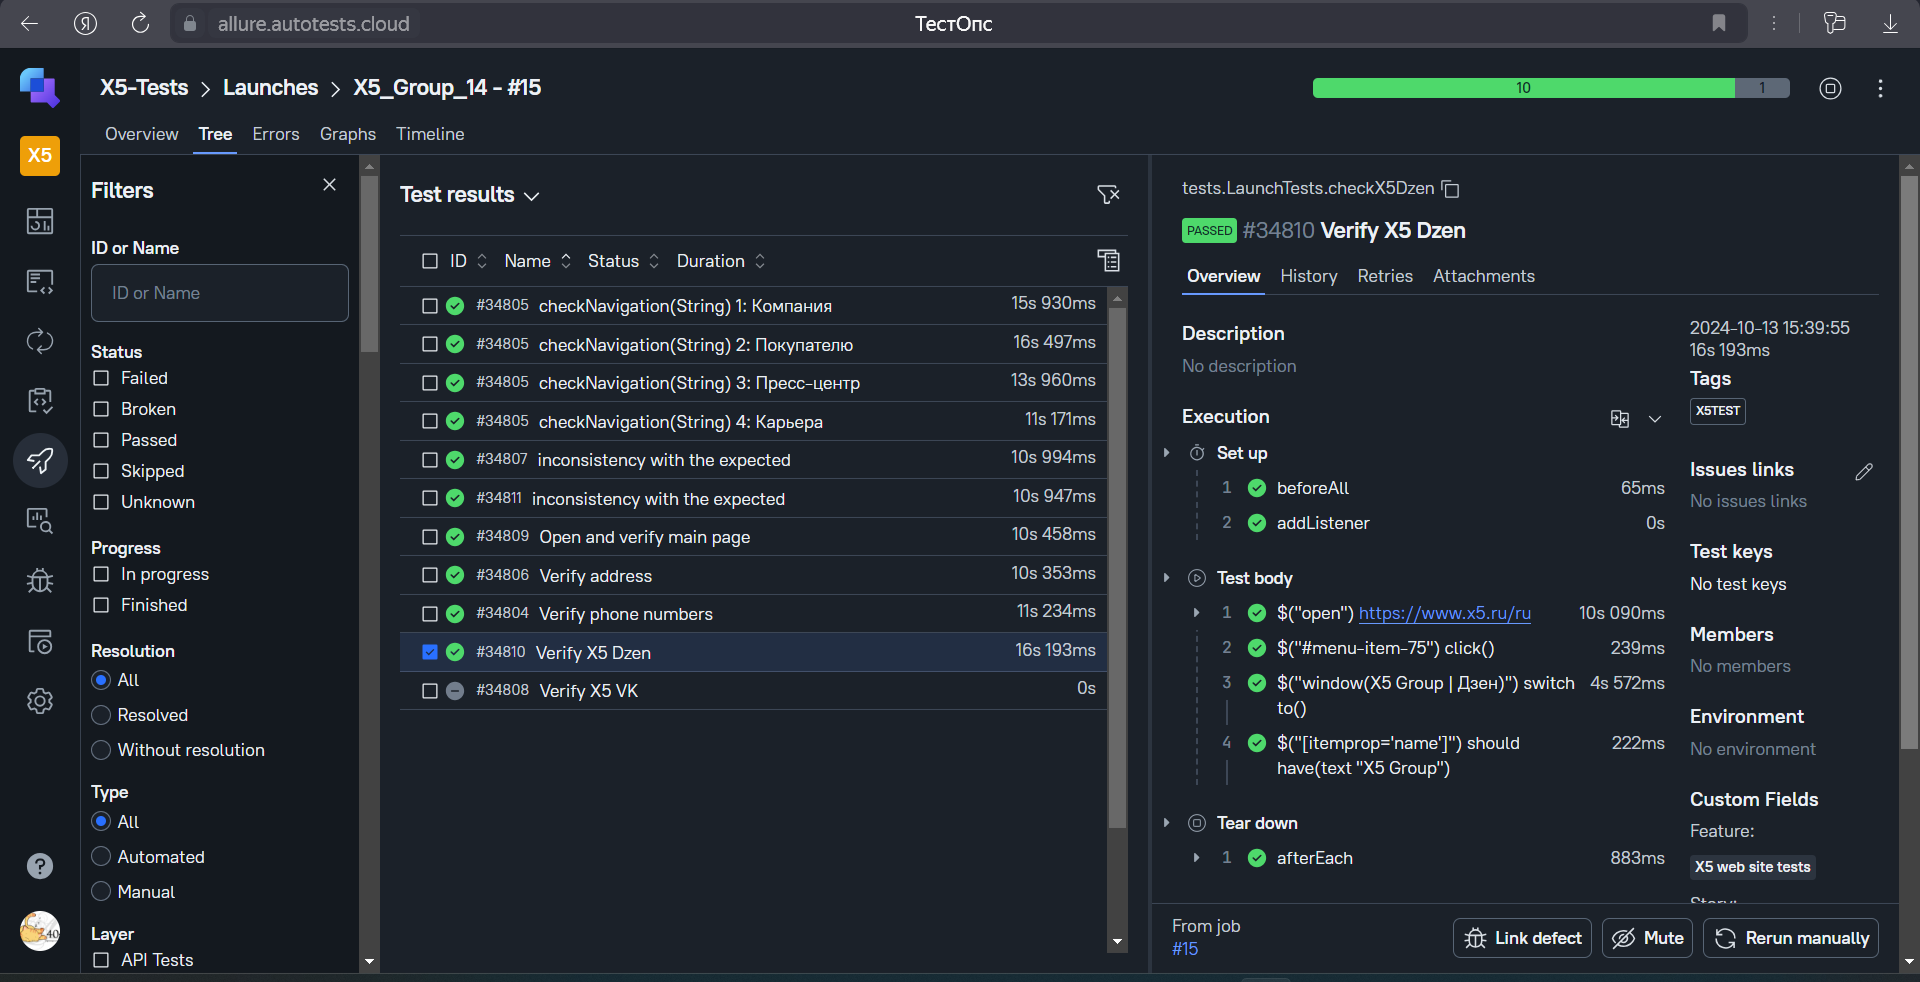 allure.autotests.cloud
ТестОпс
X5-Tests > Launches > X5_Group_14 - #15
10
1
Overview Tree Errors Graphs Timeline
X5
Filters
ID or Name
ID or Name
Status
Failed
Broken
Passed
Skipped
Unknown
Progress
In progress
Finished
Resolution
All
Resolved
Without resolution
Type
All
Automated
Manual
Layer
API Tests
Test results
ID Name Status Duration
#34805 checkNavigation(String) 1: Компания 15s 930ms
#34805 checkNavigation(String) 2: Покупателю 16s 497ms
#34805 checkNavigation(String) 3: Пресс-центр 13s 960ms
#34805 checkNavigation(String) 4: Карьера 11s 171ms
#34807 inconsistency with the expected 10s 994ms
#34811 inconsistency with the expected 10s 947ms
#34809 Open and verify main page 10s 458ms
#34806 Verify address 10s 353ms
#34804 Verify phone numbers 11s 234ms
#34810 Verify X5 Dzen 16s 193ms
#34808 Verify X5 VK 0s
tests.LaunchTests.checkX5Dzen
PASSED #34810 Verify X5 Dzen
Overview History Retries Attachments
Description
No description
Execution
Set up
1 beforeAll 65ms
2 addListener 0s
Test body
1 $("open") https://www.x5.ru/ru 10s 090ms
2 $("#menu-item-75") click() 239ms
3 $("window(X5 Group | Дзен)") switch 4s 572ms
to()
4 $("[itemprop='name']") should 222ms
have(text "X5 Group")
Tear down
1 afterEach 883ms
2024-10-13 15:39:55
16s 193ms
Tags
X5TEST
Issues links
No issues links
Test keys
No test keys
Members
No members
Environment
No environment
Custom Fields
Feature:
X5 web site tests
Story:
From job
#15
Link defect
Mute
Rerun manually